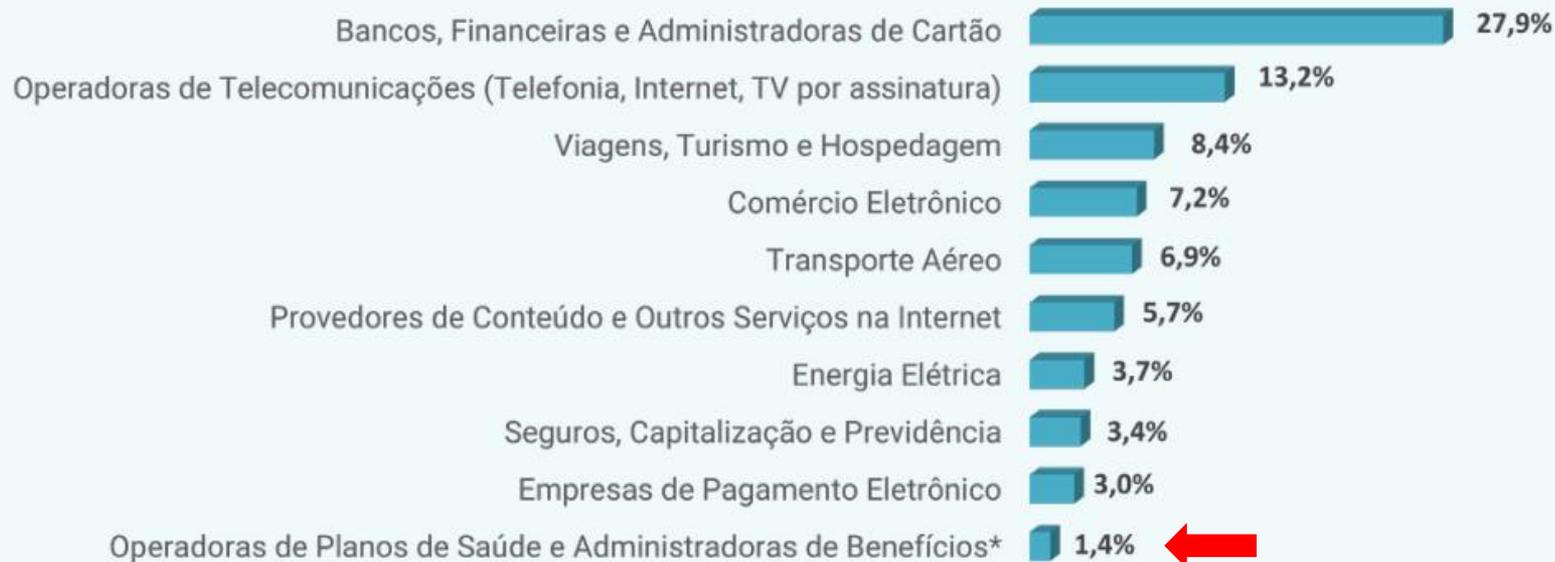 Bancos, Financeiras e Administradoras de Cartão 27,9%
Operadoras de Telecomunicações (Telefonia, Internet, TV por assinatura) 13,2%
Viagens, Turismo e Hospedagem 8,4%
Comércio Eletrônico 7,2%
Transporte Aéreo 6,9%
Provedores de Conteúdo e Outros Serviços na Internet 5,7%
Energia Elétrica 3,7%
Seguros, Capitalização e Previdência 3,4%
Empresas de Pagamento Eletrônico 3,0%
Operadoras de Planos de Saúde e Administradoras de Benefícios* 1,4%